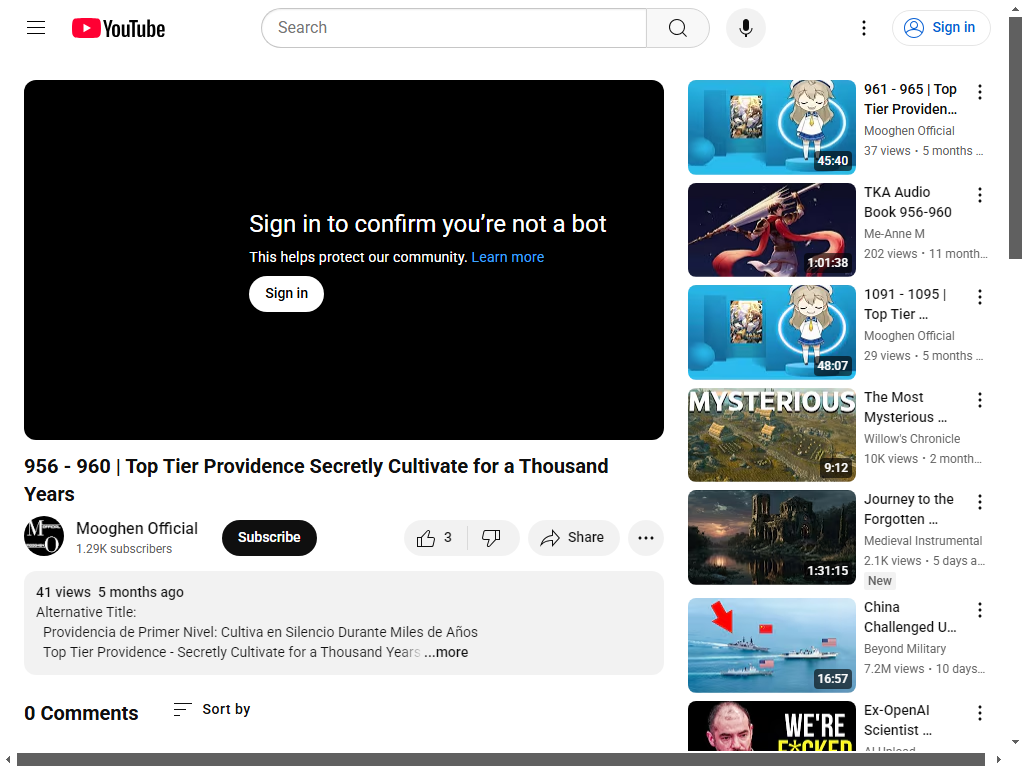 YouTube
Search
Sign in
Sign in to confirm you’re not a bot
This helps protect our community. Learn more
Sign in
956 - 960 | Top Tier Providence Secretly Cultivate for a Thousand
Years
Mooghen Official
1.29K subscribers
Subscribe
3
Share
41 views 5 months ago
Alternative Title:
Providencia de Primer Nivel: Cultiva en Silencio Durante Miles de Años
Top Tier Providence - Secretly Cultivate for a Thousand Years ...more
0 Comments
Sort by
45:40
961 - 965 | Top
Tier Providen…
Mooghen Official
37 views • 5 months …
1:01:38
TKA Audio
Book 956-960
Me-Anne M
202 views • 11 month…
48:07
1091 - 1095 |
Top Tier …
Mooghen Official
29 views • 5 months …
MYSTERIOUS
9:12
The Most
Mysterious …
Willow's Chronicle
10K views • 2 month…
1:31:15
Journey to the
Forgotten …
Medieval Instrumental
2.1K views • 5 days a…
New
16:57
China
Challenged U…
Beyond Military
7.2M views • 10 days…
WE'RE
F*CKED
Ex-OpenAI
Scientist …
AI Upload